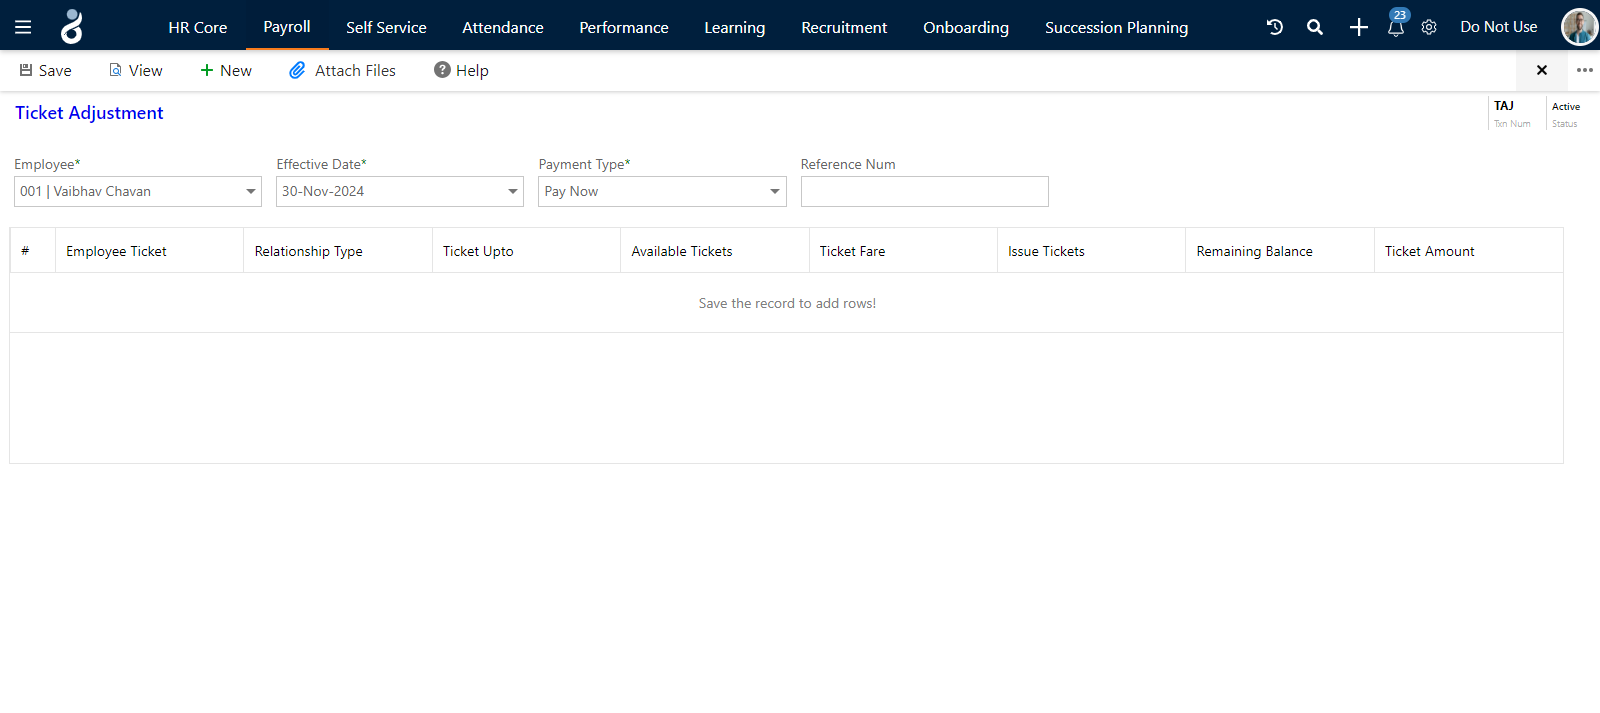 HR Core Payroll Self Service Attendance Performance Learning Recruitment Onboarding Succession Planning 23 Do Not Use
Save View New Attach Files Help
Ticket Adjustment
TAJ Active
Txn Num Status
Employee* Effective Date* Payment Type* Reference Num
001 | Vaibhav Chavan 30-Nov-2024 Pay Now
# Employee Ticket Relationship Type Ticket Upto Available Tickets Ticket Fare Issue Tickets Remaining Balance Ticket Amount
Save the record to add rows!